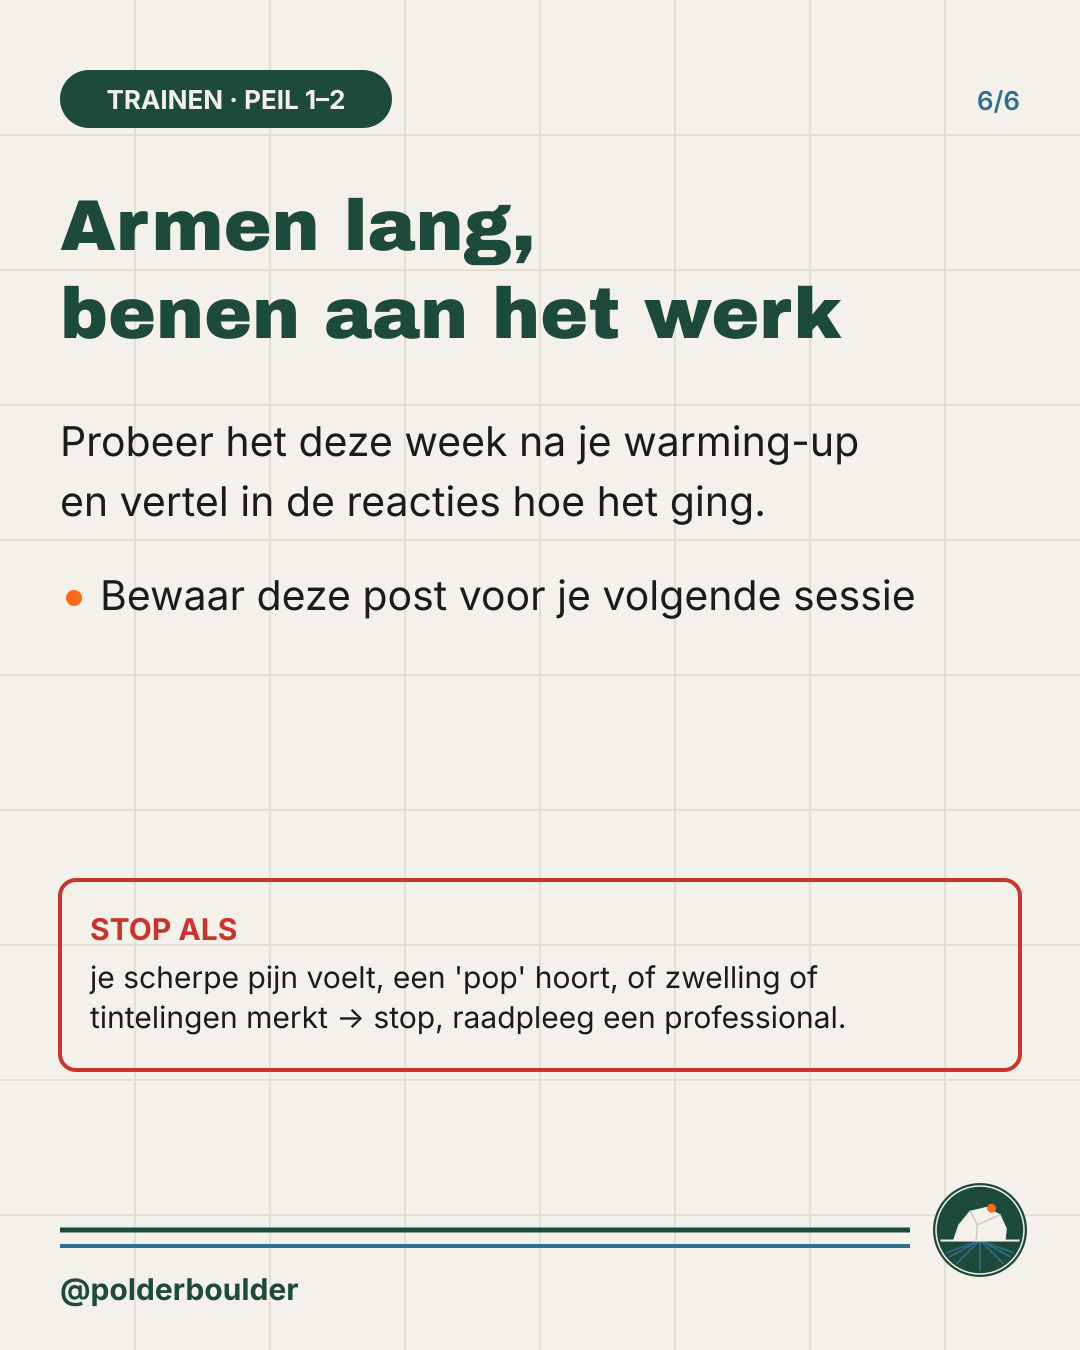 TRAINEN · PEIL 1–2
6/6
Armen lang,
benen aan het werk
Probeer het deze week na je warming-up
en vertel in de reacties hoe het ging.
• Bewaar deze post voor je volgende sessie
STOP ALS
je scherpe pijn voelt, een 'pop' hoort, of zwelling of
tintelingen merkt → stop, raadpleeg een professional.
@polderboulder